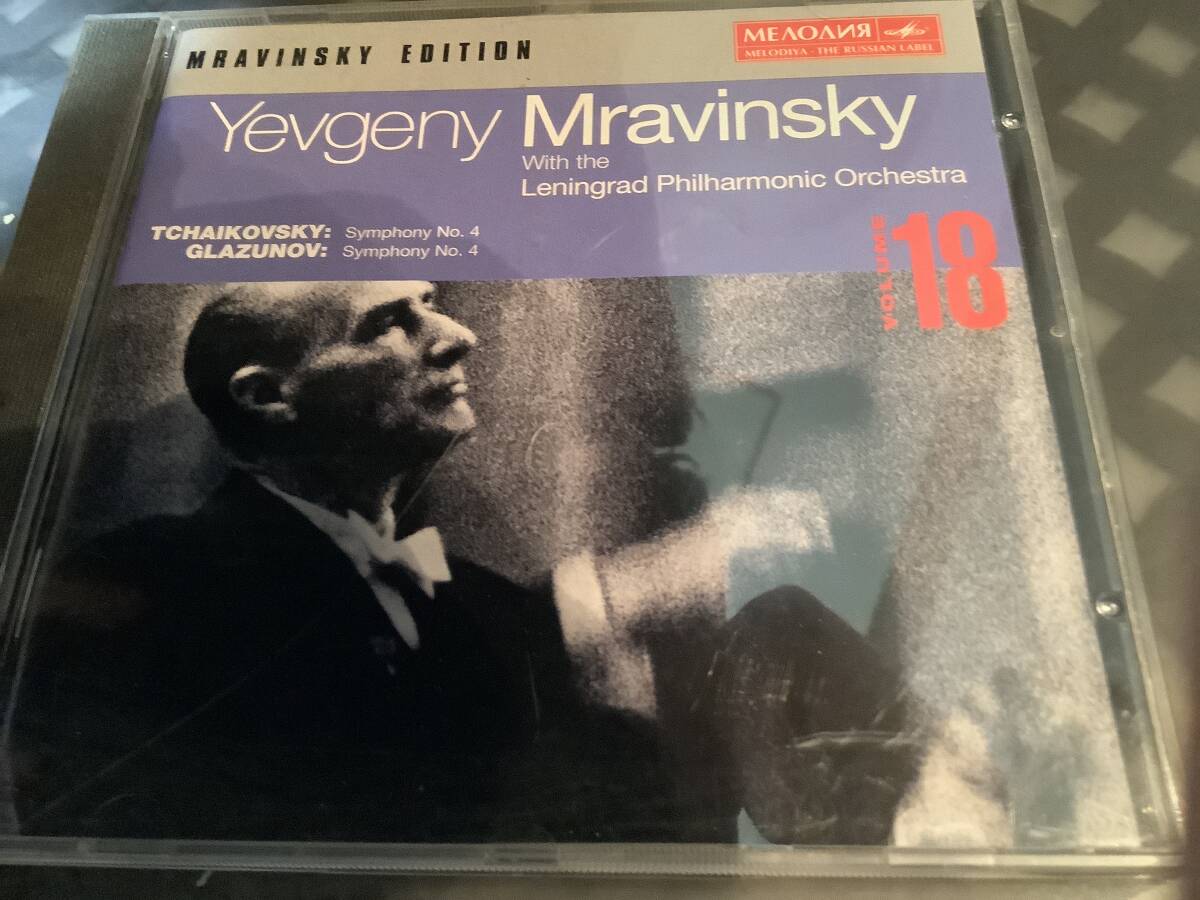 MRAVINSKY EDITION
МЕЛОДИЯ
MELODIYA · THE RUSSIAN LABEL
Yevgeny Mravinsky
With the
Leningrad Philharmonic Orchestra
TCHAIKOVSKY: Symphony No. 4
GLAZUNOV: Symphony No. 4
VOLUME 18